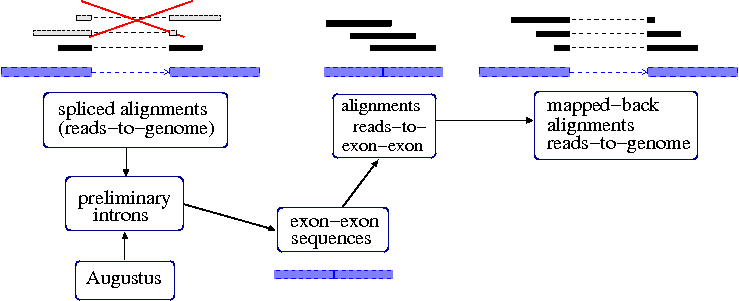 spliced alignments
(reads-to-genome)
preliminary
introns
Augustus
exon-exon
sequences
alignments
reads-to-
exon-exon
mapped-back
alignments
reads-to-genome